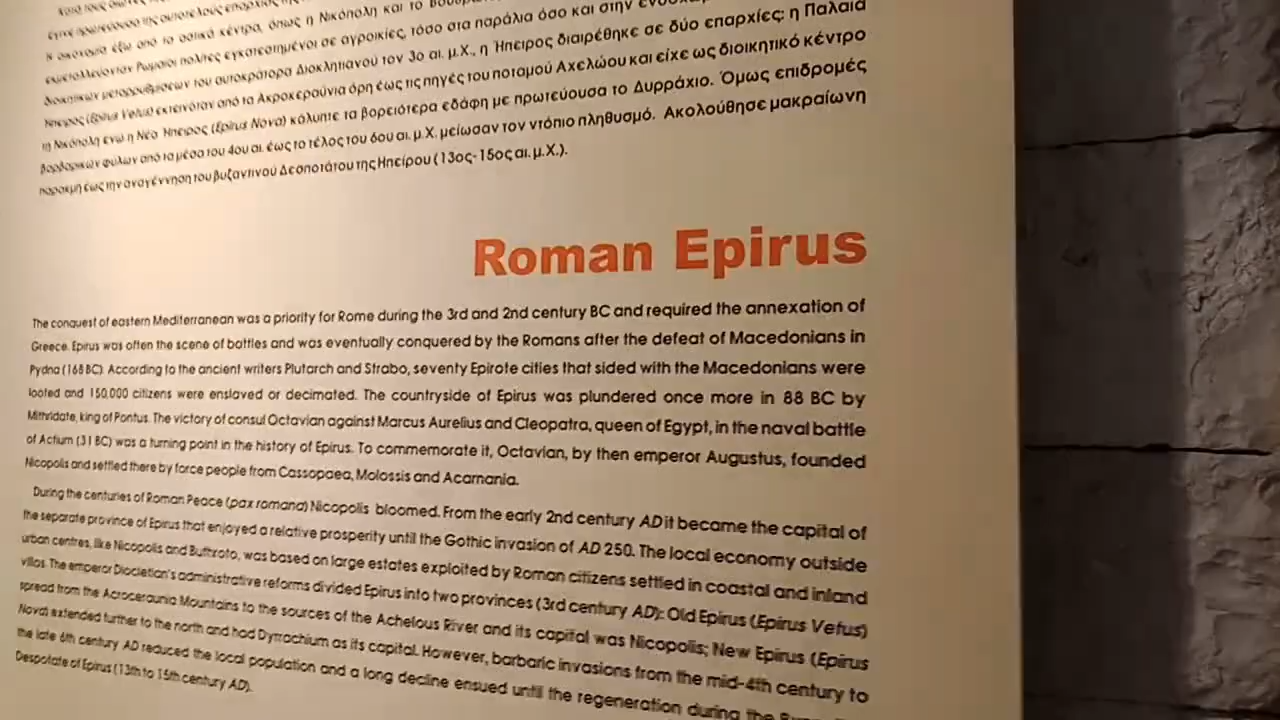 εγινε πρωτεύουσα της αυτοτελούς επαρχίας της
Η οικονομία έξω από τα αστικά κέντρα, όπως η Νικόπολη και το
εκμεταλλεύονταν Ρωμαίοι πολίτες εγκατεστημένοι σε αγροικίες, τόσο στα παράλια όσο και στην
διοικητικών μεταρρυθμίσεων του αυτοκράτορα Διοκλητιανού τον 3ο αι. μ.Χ., η Ήπειρος διαιρέθηκε σε δύο επαρχίες: η Παλαιά
Ήπειρος (Epirus Vetus) εκτεινόταν από τα Ακροκεραύνια όρη έως τις πηγές του ποταμού Αχελώου και είχε ως διοικητικό κέντρο
τη Νικόπολη ενώ η Νέα Ήπειρος (Epirus Nova) κάλυπτε τα βορειότερα εδάφη με πρωτεύουσα το Δυρράχιο. Όμως επιδρομές
βαρβαρικών φυλων από τα μέσα του 4ου αι. έως το τέλος του 6ου αι. μ.Χ. μείωσαν τον ντόπιο πληθυσμό. Ακολούθησε μακραίωνη
παρακμή έως την αναγέννηση του βυζαντινού Δεσποτάτου της Ηπείρου (13ος-15ος αι. μ.Χ.).
Roman Epirus
The conquest of eastern Mediterranean was a priority for Rome during the 3rd and 2nd century BC and required the annexation of
Greece. Epirus was often the scene of battles and was eventually conquered by the Romans after the defeat of Macedonians in
Pydna (168 BC). According to the ancient writers Plutarch and Strabo, seventy Epirote cities that sided with the Macedonians were
looted and 150,000 citizens were enslaved or decimated. The countryside of Epirus was plundered once more in 88 BC by
Mithridate, king of Pontus. The victory of consul Octavian against Marcus Aurelius and Cleopatra, queen of Egypt, in the naval battle
of Actium (31 BC) was a turning point in the history of Epirus. To commemorate it, Octavian, by then emperor Augustus, founded
Nicopolis and settled there by force people from Cassopaea, Molossis and Acarnania.
During the centuries of Roman Peace (pax romana) Nicopolis bloomed. From the early 2nd century AD it became the capital of
the separate province of Epirus that enjoyed a relative prosperity until the Gothic invasion of AD 250. The local economy outside
urban centres, like Nicopolis and Buthroto, was based on large estates exploited by Roman citizens settled in coastal and inland
villas. The emperor Diocletian's administrative reforms divided Epirus into two provinces (3rd century AD): Old Epirus (Epirus Vetus)
spread from the Acroceraunia Mountains to the sources of the Achelous River and its capital was Nicopolis; New Epirus (Epirus
Nova) extended further to the north and had Dyrrachium as its capital. However, barbaric invasions from the mid-4th century to
the late 6th century AD reduced the local population and a long decline ensued until the regeneration during the
Despotate of Epirus (13th to 15th century AD).